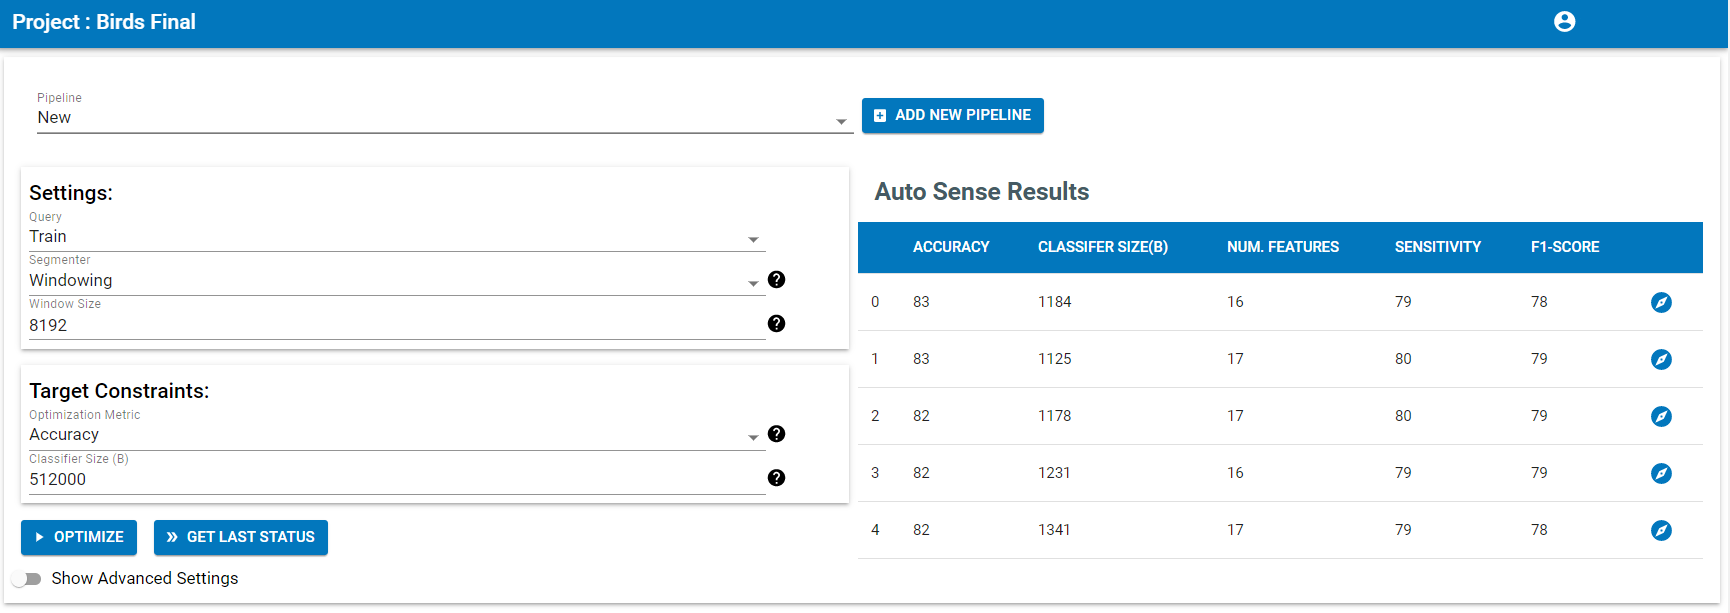 Project : Birds Final
Pipeline
New
ADD NEW PIPELINE
Settings:
Query
Train
Segmenter
Windowing
Window Size
8192
Target Constraints:
Optimization Metric
Accuracy
Classifier Size (B)
512000
OPTIMIZE GET LAST STATUS
Show Advanced Settings
Auto Sense Results
ACCURACY CLASSIFER SIZE(B) NUM. FEATURES SENSITIVITY F1-SCORE
0 83 1184 16 79 78
1 83 1125 17 80 79
2 82 1178 17 80 79
3 82 1231 16 79 79
4 82 1341 17 79 78